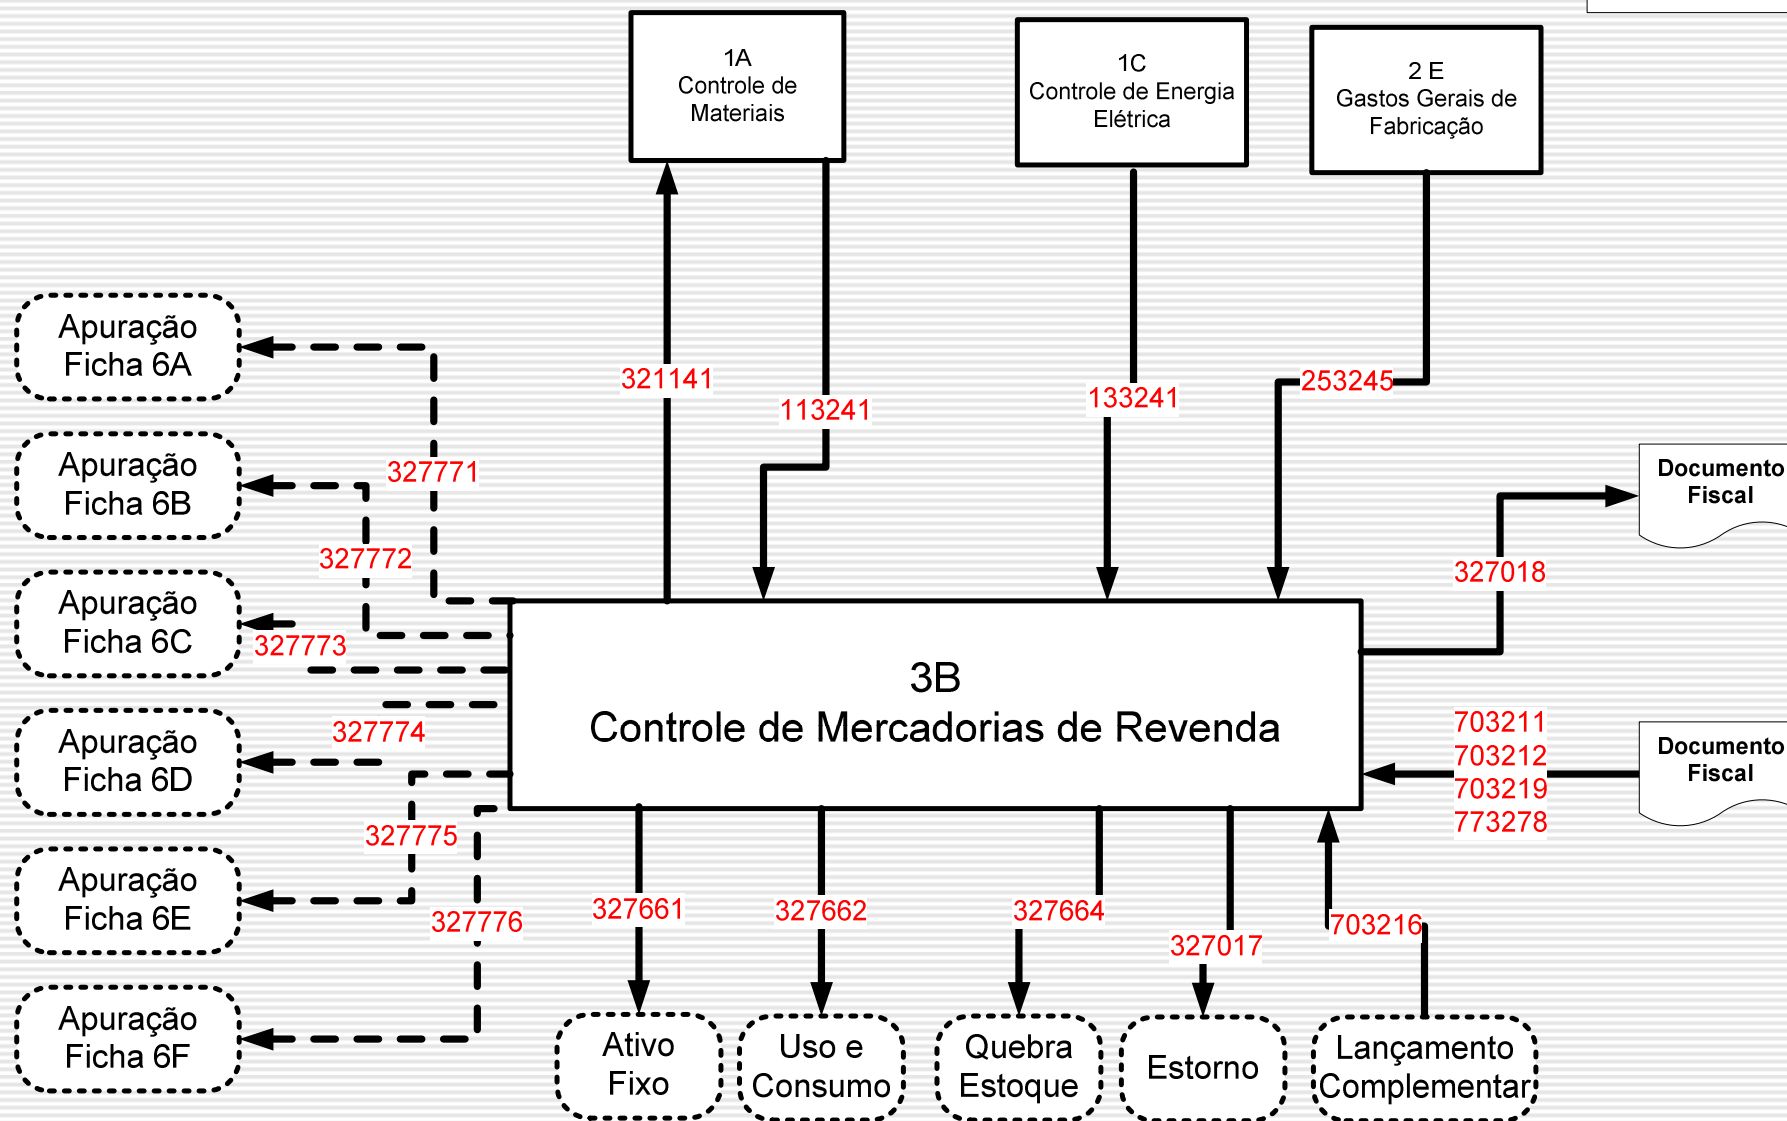 1A
Controle de
Materiais
1C
Controle de Energia
Elétrica
2 E
Gastos Gerais de
Fabricação
Apuração
Ficha 6A
321141
113241
133241
253245
327771
Apuração
Ficha 6B
Documento
Fiscal
327772
327018
Apuração
Ficha 6C
327773
3B
Controle de Mercadorias de Revenda
327774
Apuração
Ficha 6D
703211
703212
703219
773278
Documento
Fiscal
327775
Apuração
Ficha 6E
327776
327661
327662
327664
327017
703216
Apuração
Ficha 6F
Ativo
Fixo
Uso e
Consumo
Quebra
Estoque
Estorno
Lançamento
Complementar